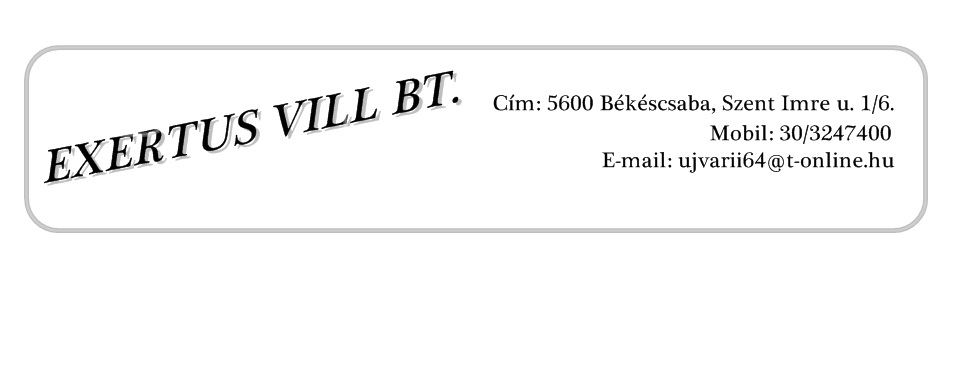 EXERTUS VILL BT.
Cím: 5600 Békéscsaba, Szent Imre u. 1/6.
Mobil: 30/3247400
E-mail: ujvarii64@t-online.hu